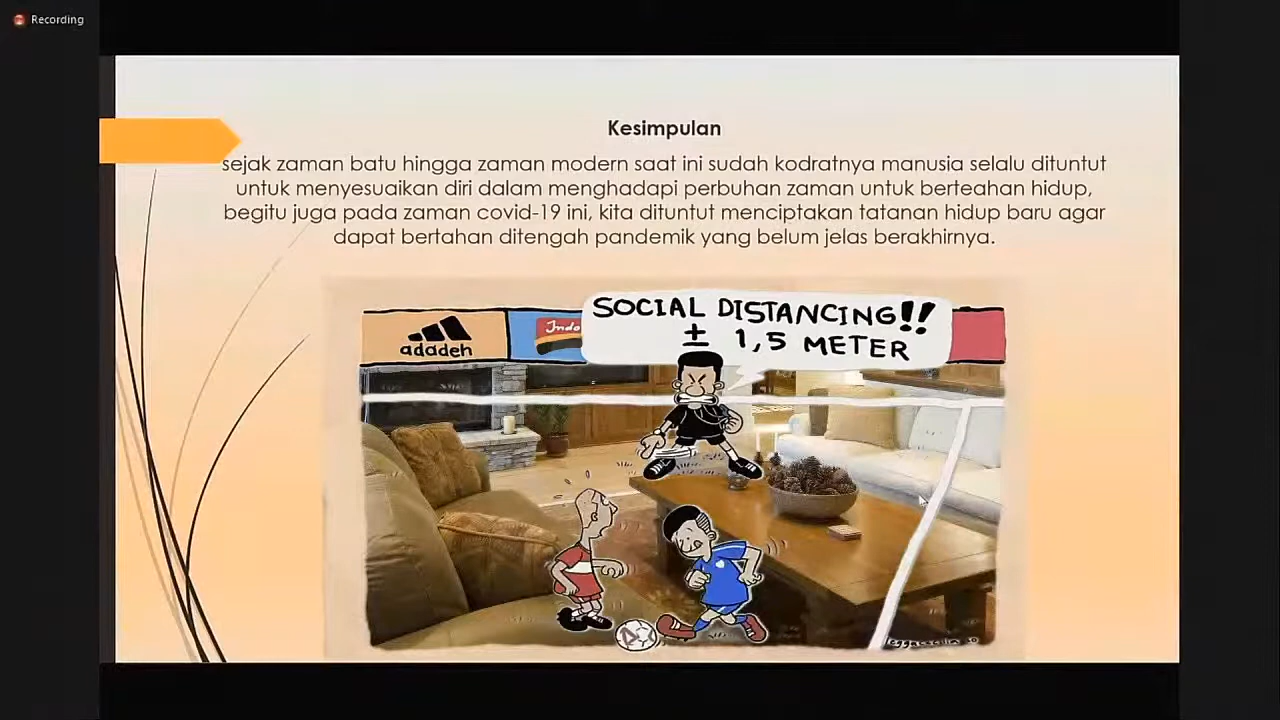 Recording
Kesimpulan
sejak zaman batu hingga zaman modern saat ini sudah kodratnya manusia selalu dituntut
untuk menyesuaikan diri dalam menghadapi perbuhan zaman untuk berteahan hidup,
begitu juga pada zaman covid-19 ini, kita dituntut menciptakan tatanan hidup baru agar
dapat bertahan ditengah pandemik yang belum jelas berakhirnya.
SOCIAL DISTANCING!!
± 1,5 METER
adadeh
Indo